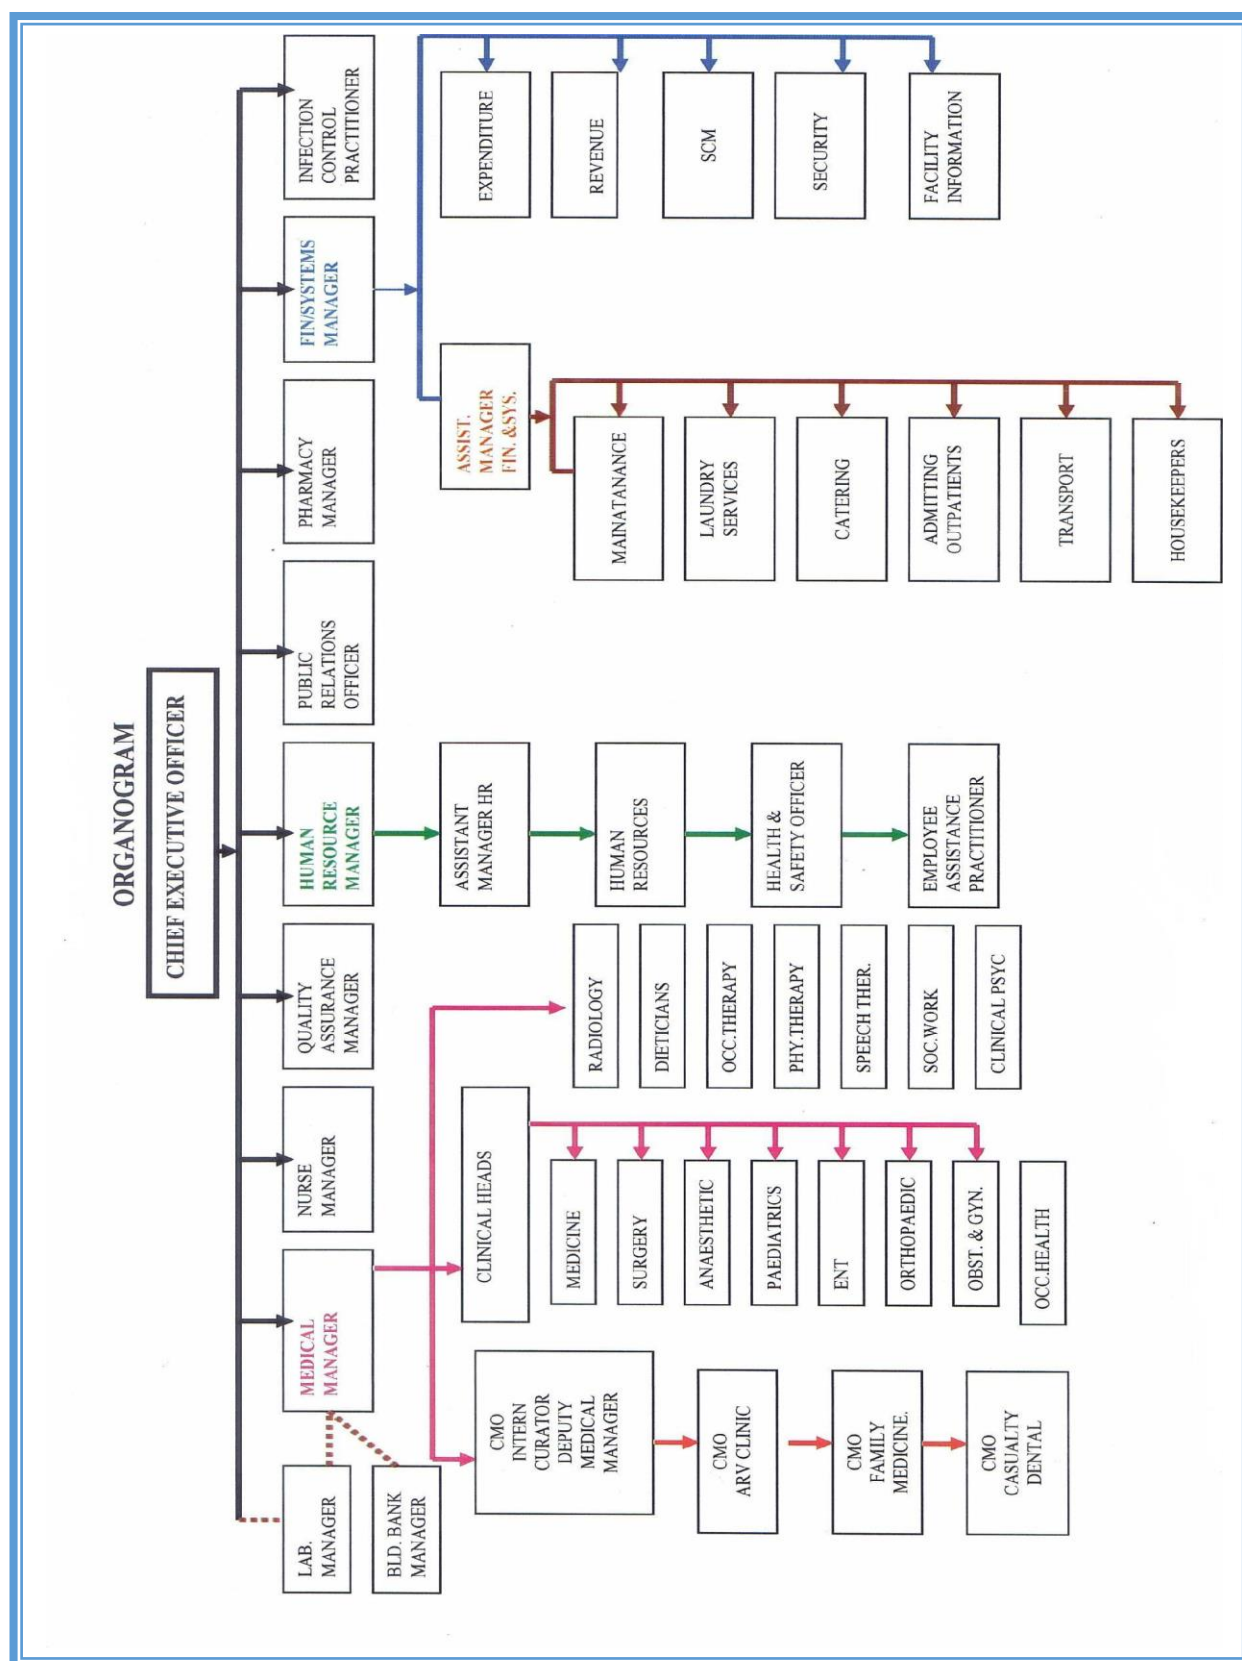 ORGANOGRAM
CHIEF EXECUTIVE OFFICER
LAB.
MANAGER
BLD. BANK
MANAGER
MEDICAL
MANAGER
NURSE
MANAGER
QUALITY
ASSURANCE
MANAGER
HUMAN
RESOURCE
MANAGER
PUBLIC
RELATIONS
OFFICER
PHARMACY
MANAGER
FIN/SYSTEMS
MANAGER
INFECTION
CONTROL
PRACTITIONER
CMO
INTERN
CURATOR
DEPUTY
MEDICAL
MANAGER
CMO
ARV CLINIC
CMO
FAMILY
MEDICINE.
CMO
CASUALTY
DENTAL
CLINICAL HEADS
MEDICINE
SURGERY
ANAESTHETIC
PAEDIATRICS
ENT
ORTHOPAEDIC
OBST. & GYN.
OCC.HEALTH
RADIOLOGY
DIETICIANS
OCC.THERAPY
PHY.THERAPY
SPEECH THER.
SOC.WORK
CLINICAL PSYC
ASSISTANT
MANAGER HR
HUMAN
RESOURCES
HEALTH &
SAFETY OFFICER
EMPLOYEE
ASSISTANCE
PRACTITIONER
ASSIST.
MANAGER
FIN. &SYS.
MAINATANANCE
LAUNDRY
SERVICES
CATERING
ADMITTING
OUTPATIENTS
TRANSPORT
HOUSEKEEPERS
EXPENDITURE
REVENUE
SCM
SECURITY
FACILITY
INFORMATION